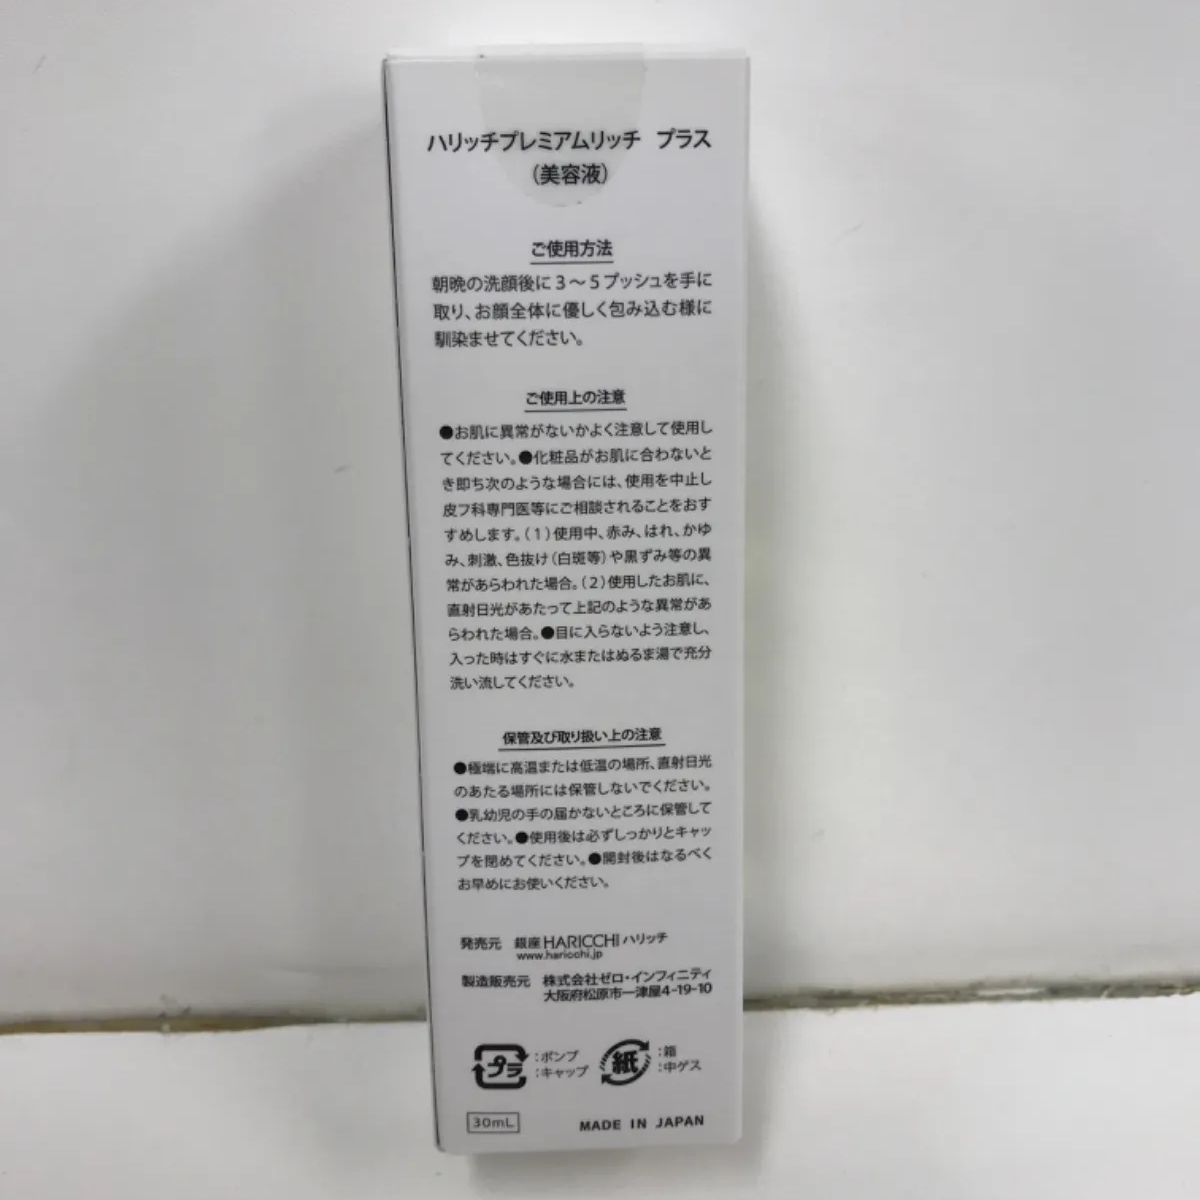 ハリッチプレミアムリッチ　プラス
（美容液）
ご使用方法
朝晩の洗顔後に３～５プッシュを手に
取り、お顔全体に優しく包み込む様に
馴染ませてください。
ご使用上の注意
●お肌に異常がないかよく注意して使用し
てください。●化粧品がお肌に合わないと
き即ち次のような場合には、使用を中止し
皮フ科専門医等にご相談されることをおす
すめします。（１）使用中、赤み、はれ、かゆ
み、刺激、色抜け（白斑等）や黒ずみ等の異
常があらわれた場合。（２）使用したお肌に、
直射日光があたって上記のような異常があ
らわれた場合。●目に入らないよう注意し、
入った時はすぐに水またはぬるま湯で充分
洗い流してください。
保管及び取り扱い上の注意
●極端に高温または低温の場所、直射日光
のあたる場所には保管しないでください。
●乳幼児の手の届かないところに保管して
ください。●使用後は必ずしっかりとキャッ
プを閉めてください。●開封後はなるべく
お早めにお使いください。
発売元　銀座HARICCHIハリッチ
www.haricchi.jp
製造販売元　株式会社ゼロ・インフィニティ
大阪府松原市一津屋4-19-10
プラ :ポンプ :キャップ
紙 :箱 :中ゲス
30mL
MADE IN JAPAN